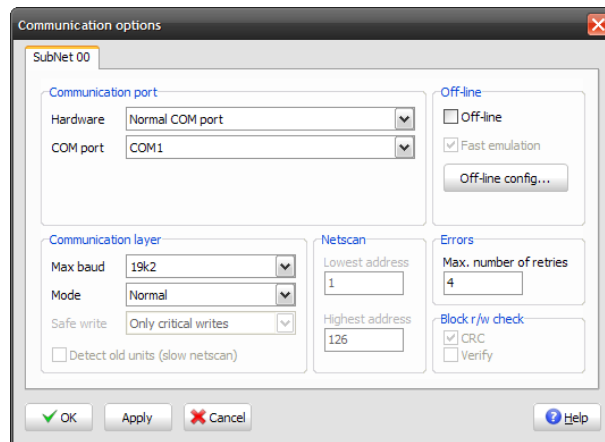 Communication options
SubNet 00
Communication port
Hardware Normal COM port
COM port COM1
Off-line
Off-line
Fast emulation
Off-line config...
Communication layer
Max baud 19k2
Mode Normal
Safe write Only critical writes
Detect old units (slow netscan)
Netscan
Lowest address
1
Highest address
126
Errors
Max. number of retries
4
Block r/w check
CRC
Verify
OK Apply Cancel Help